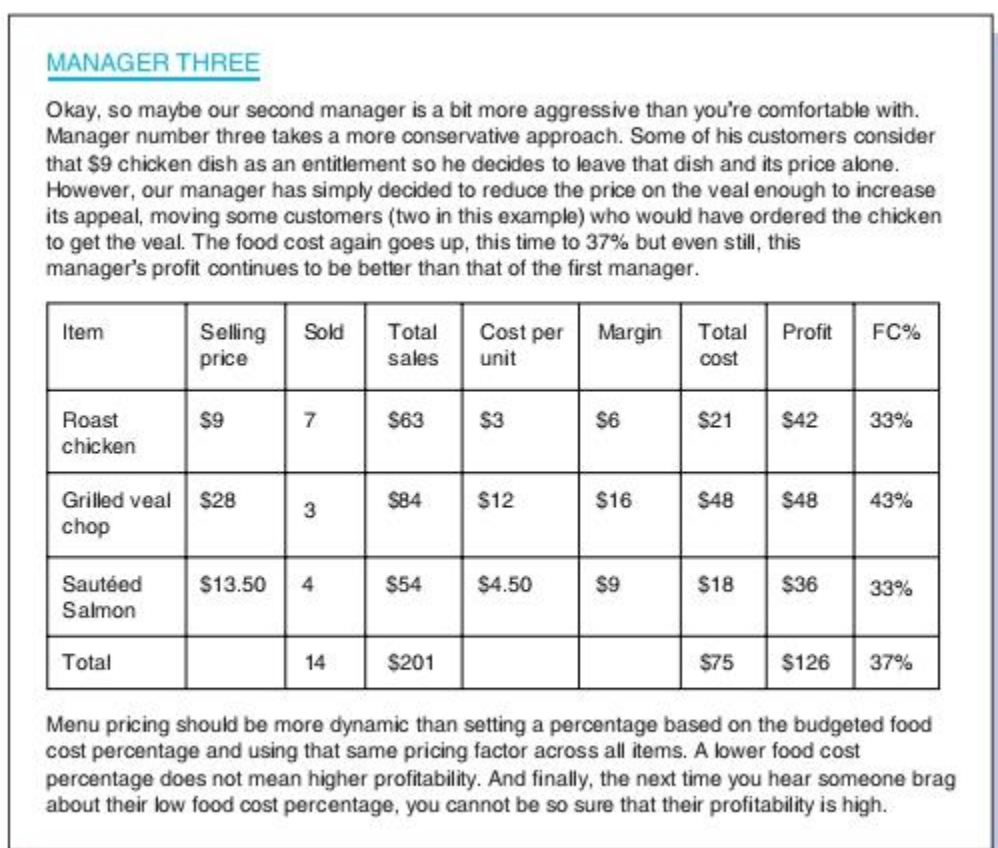 MANAGER THREE
Okay, so maybe our second manager is a bit more aggressive than you're comfortable with.
Manager number three takes a more conservative approach. Some of his customers consider
that $9 chicken dish as an entitlement so he decides to leave that dish and its price alone.
However, our manager has simply decided to reduce the price on the veal enough to increase
its appeal, moving some customers (two in this example) who would have ordered the chicken
to get the veal. The food cost again goes up, this time to 37% but even still, this
manager's profit continues to be better than that of the first manager.
Item Selling price Sold Total sales Cost per unit Margin Total cost Profit FC%
Roast chicken $9 7 $63 $3 $6 $21 $42 33%
Grilled veal chop $28 3 $84 $12 $16 $48 $48 43%
Sautéed Salmon $13.50 4 $54 $4.50 $9 $18 $36 33%
Total 14 $201 $75 $126 37%
Menu pricing should be more dynamic than setting a percentage based on the budgeted food
cost percentage and using that same pricing factor across all items. A lower food cost
percentage does not mean higher profitability. And finally, the next time you hear someone brag
about their low food cost percentage, you cannot be so sure that their profitability is high.